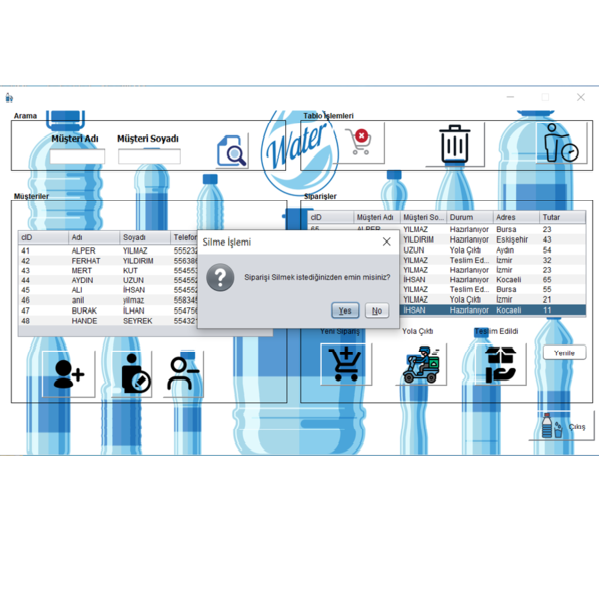 Arama
Tablo İşlemleri
Müşteri Adı Müşteri Soyadı
Water
Müşteriler
Siparişler
cID Adı Soyadı Telefon
41 ALPER YILMAZ
42 FERHAT YILDIRIM
43 MERT KUT
44 AYDIN UZUN
45 ALİ İHSAN
46 anil yılmaz
47 BURAK İLHAN
48 HANDE SEYREK
cID Müşteri Adı Müşteri So... Durum Adres Tutar
YILMAZ Hazırlanıyor Bursa 23
YILDIRIM Hazırlanıyor Eskişehir 43
UZUN Yola Çıktı Aydın 54
YILMAZ Teslim Ed... İzmir 32
YILMAZ Yola Çıktı İzmir 23
İHSAN Hazırlanıyor Kocaeli 65
YILMAZ Teslim Ed... Bursa 55
YILMAZ Yola Çıktı İzmir 21
İHSAN Hazırlanıyor Kocaeli 11
Silme İşlemi
Siparişi Silmek istediğinizden emin misiniz?
Yes No
Yeni Sipariş Yola Çıktı Teslim Edildi
Yenile
Çıkış